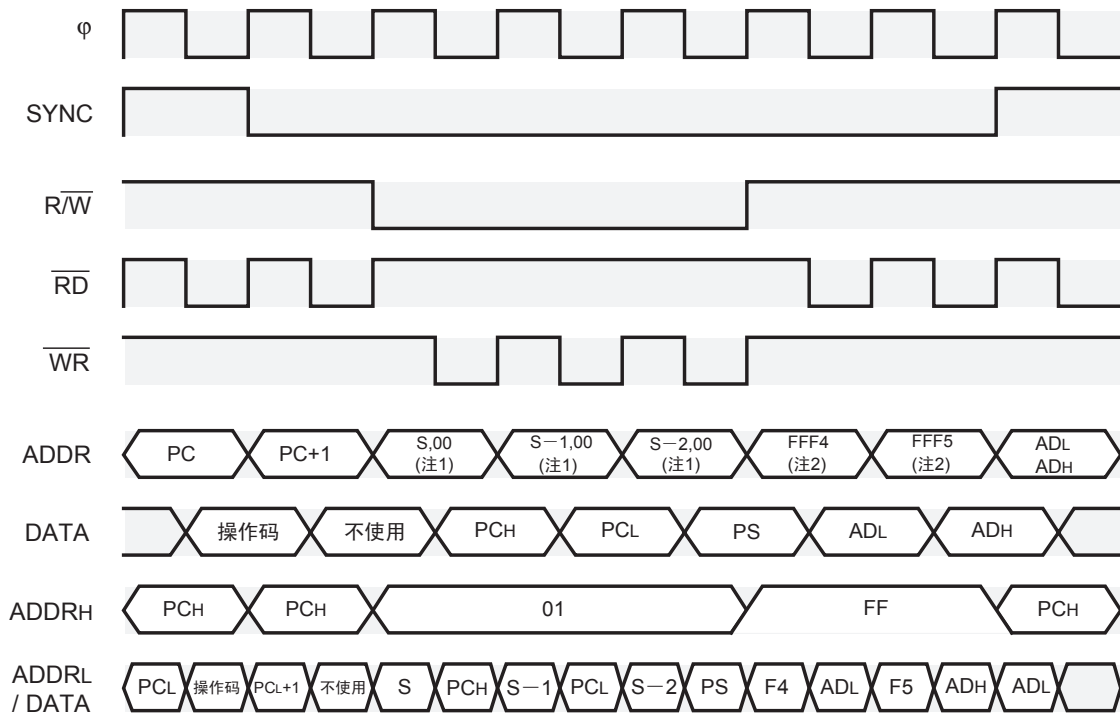 φ
SYNC
R/W
RD
WR
ADDR PC PC+1 S,00 (注1) S−1,00 (注1) S−2,00 (注1) FFF4 (注2) FFF5 (注2) ADL ADH
DATA 操作码 不使用 PCH PCL PS ADL ADH
ADDRH PCH PCH 01 FF PCH
ADDRL / DATA PCL 操作码 PCL+1 不使用 S PCH S−1 PCL S−2 PS F4 ADL F5 ADH ADL